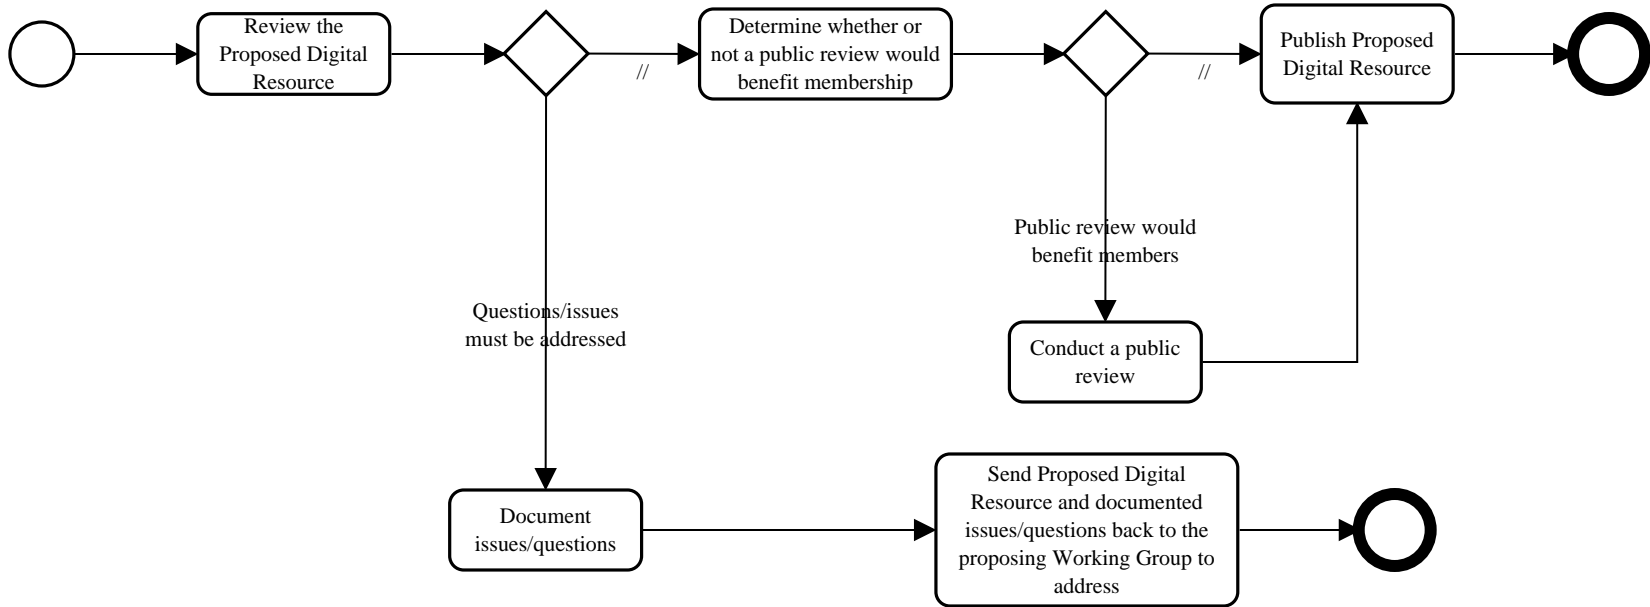 Review the
Proposed Digital
Resource
//
Determine whether or
not a public review would
benefit membership
//
Publish Proposed
Digital Resource
Public review would
benefit members
Questions/issues
must be addressed
Conduct a public
review
Document
issues/questions
Send Proposed Digital
Resource and documented
issues/questions back to the
proposing Working Group to
address